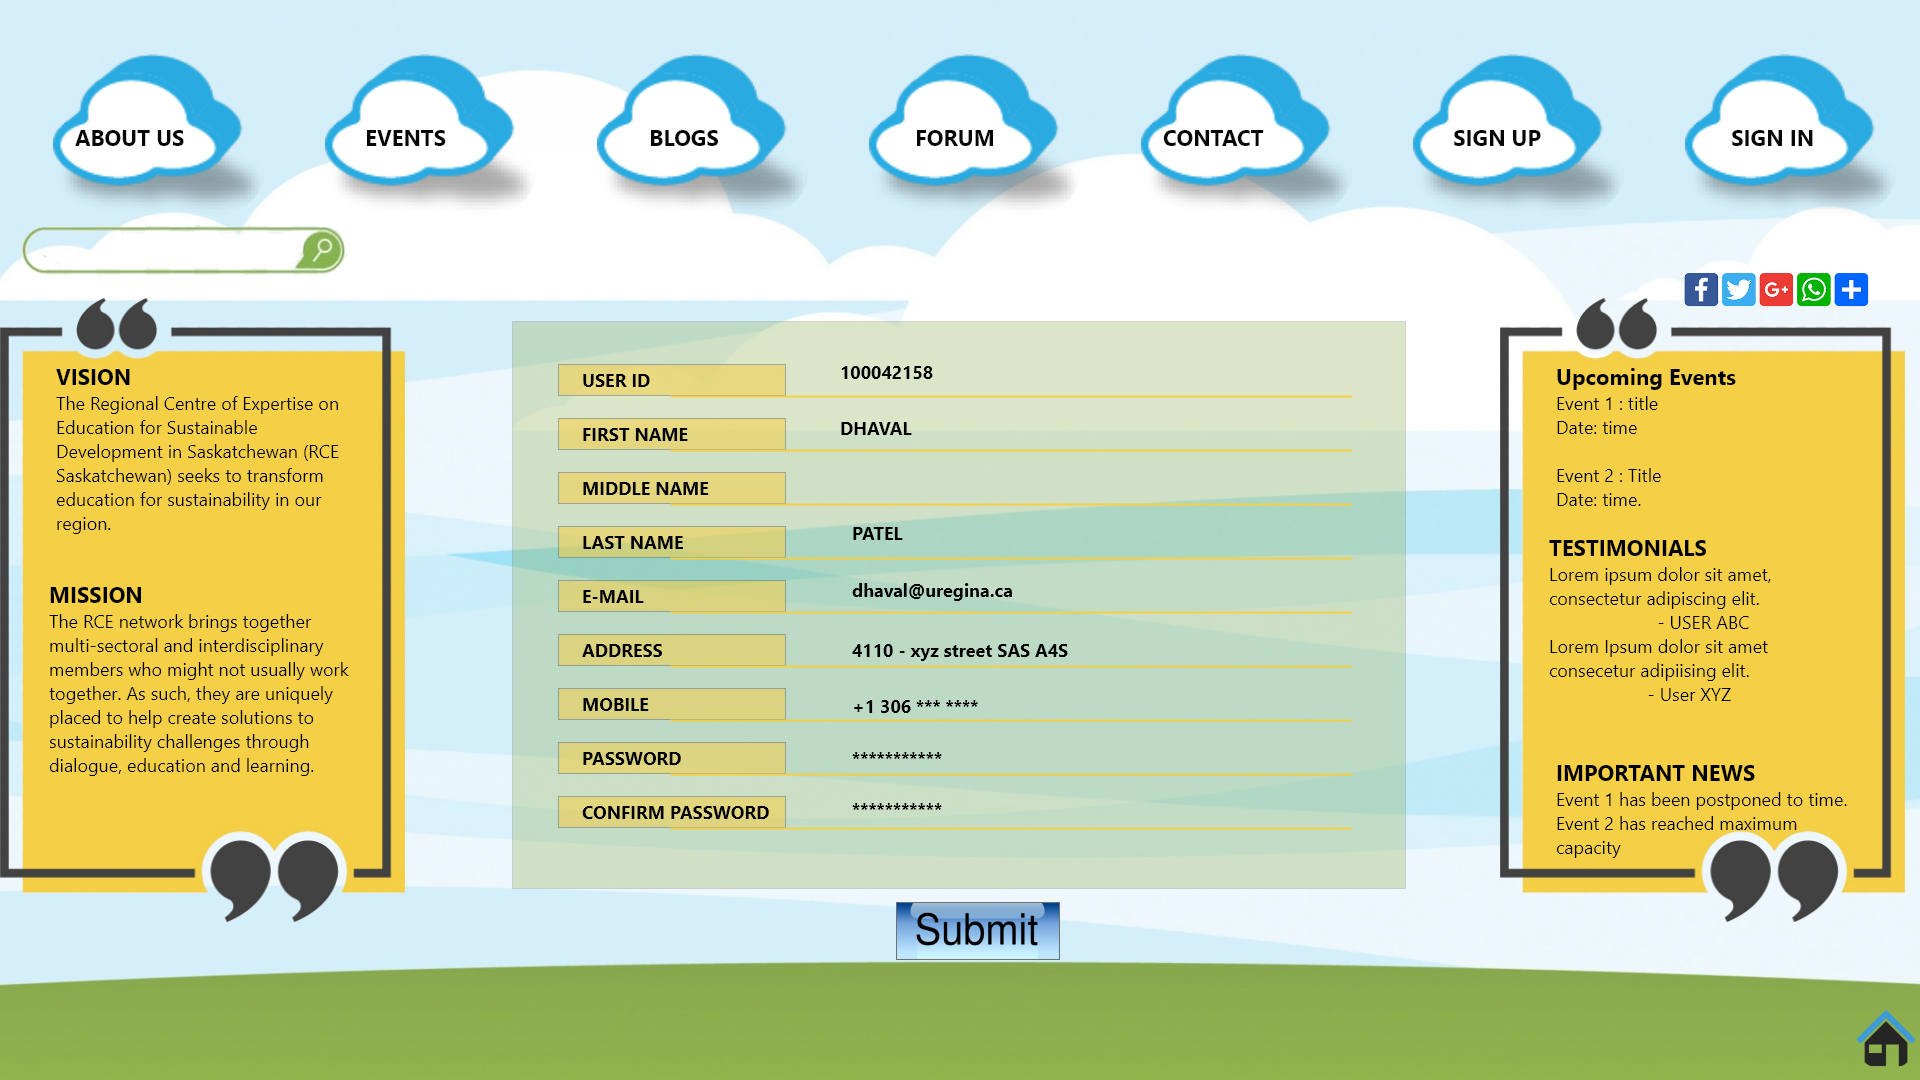 ABOUT US
EVENTS
BLOGS
FORUM
CONTACT
SIGN UP
SIGN IN
VISION
The Regional Centre of Expertise on
Education for Sustainable
Development in Saskatchewan (RCE
Saskatchewan) seeks to transform
education for sustainability in our
region.
MISSION
The RCE network brings together
multi-sectoral and interdisciplinary
members who might not usually work
together. As such, they are uniquely
placed to help create solutions to
sustainability challenges through
dialogue, education and learning.
USER ID 100042158
FIRST NAME DHAVAL
MIDDLE NAME
LAST NAME PATEL
E-MAIL dhaval@uregina.ca
ADDRESS 4110 - xyz street SAS A4S
MOBILE +1 306 *** ****
PASSWORD ***********
CONFIRM PASSWORD ***********
Submit
Upcoming Events
Event 1 : title
Date: time
Event 2 : Title
Date: time.
TESTIMONIALS
Lorem ipsum dolor sit amet,
consectetur adipiscing elit.
- USER ABC
Lorem Ipsum dolor sit amet
consecetur adipiising elit.
- User XYZ
IMPORTANT NEWS
Event 1 has been postponed to time.
Event 2 has reached maximum
capacity